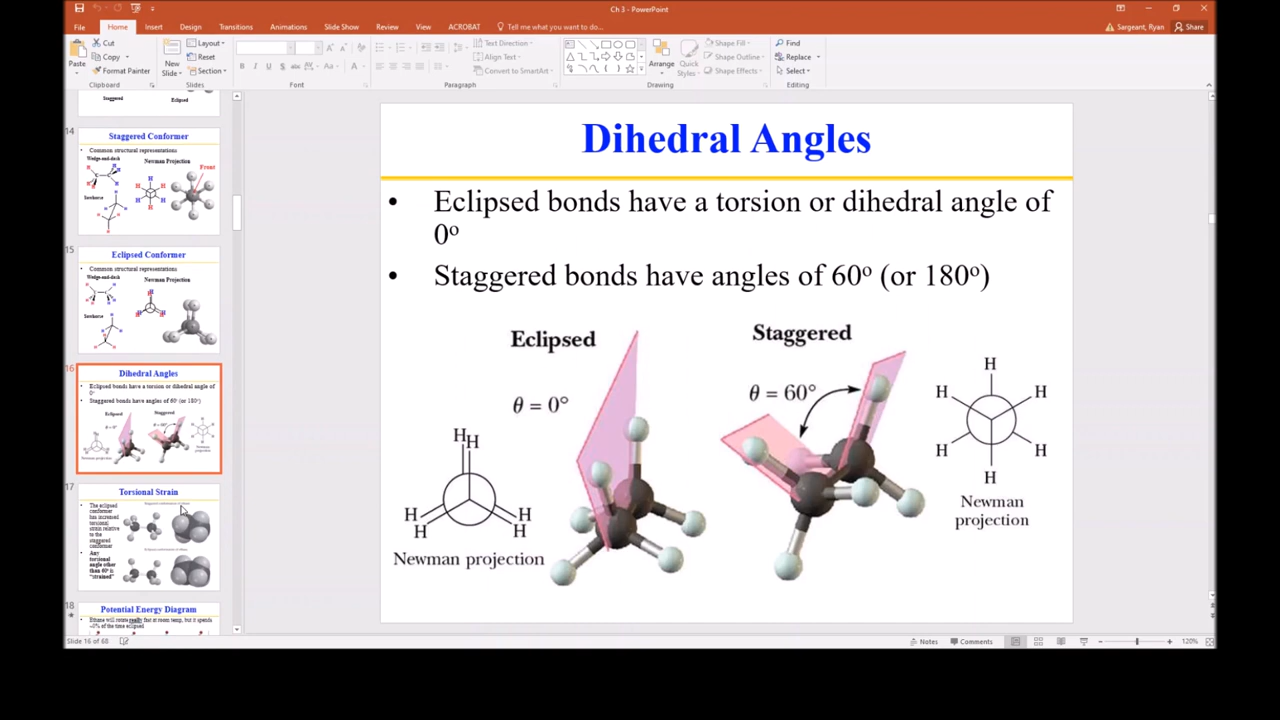 Ch 3 - PowerPoint
Sargeant, Ryan
Share
File
Home
Insert
Design
Transitions
Animations
Slide Show
Review
View
ACROBAT
Tell me what you want to do...
Paste
Cut
Copy
Format Painter
Clipboard
New
Slide
Layout
Reset
Section
Slides
Font
Text Direction
Align Text
Convert to SmartArt
Paragraph
Arrange
Quick
Styles
Shape Fill
Shape Outline
Shape Effects
Drawing
Find
Replace
Select
Editing
Staggered
Eclipsed
14
Staggered Conformer
• Common structural representations
Wedge-and-dash
Newman Projection
Front
Sawhorse
15
Eclipsed Conformer
• Common structural representations
Wedge-and-dash
Newman Projection
Sawhorse
16
Dihedral Angles
• Eclipsed bonds have a torsion or dihedral angle of
0º
• Staggered bonds have angles of 60º (or 180º)
Eclipsed
Staggered
17
Torsional Strain
• The eclipsed
conformer
has increased
torsional
strain relative
to the
staggered
conformer
• Any
torsional
angle other
than 60º is
"strained"
18
Potential Energy Diagram
• Ethane will rotate really fast at room temp, but it spends
~0% of the time eclipsed
Dihedral Angles
• Eclipsed bonds have a torsion or dihedral angle of
0º
• Staggered bonds have angles of 60º (or 180º)
Eclipsed
θ = 0°
HH
H H
H H
Newman projection
Staggered
θ = 60°
H
H H
H H
H
Newman
projection
Slide 16 of 68
Notes
Comments
120%